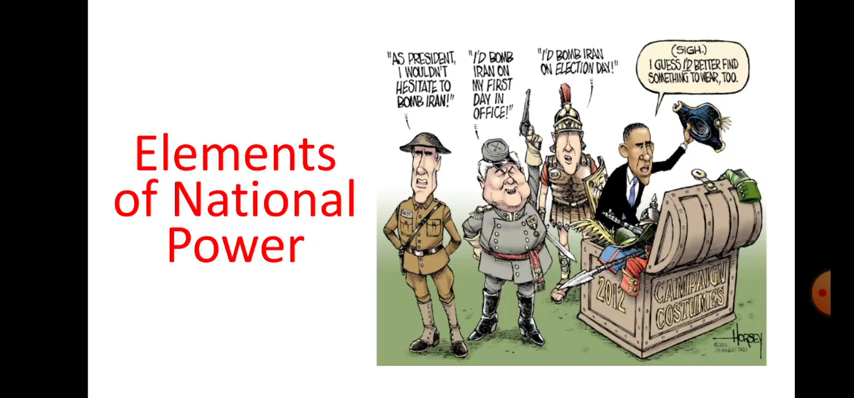 Elements
of National
Power
"AS PRESIDENT,
I WOULDN'T
HESITATE TO
BOMB IRAN!"
"I'D BOMB
IRAN ON
MY FIRST
DAY IN
OFFICE!"
"I'D BOMB IRAN
ON ELECTION DAY!"
(SIGH.)
I GUESS I'D BETTER FIND
SOMETHING TO WEAR, TOO.
2012
CAMPAIGN
COSTUMES
HORSEY